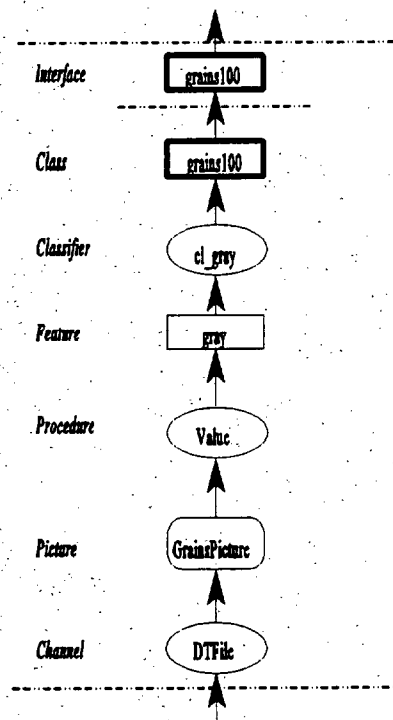 Interface grains100
Class grains100
Classifier cl_gray
Feature gray
Procedure Value
Picture GrainsPicture
Channel DTFile